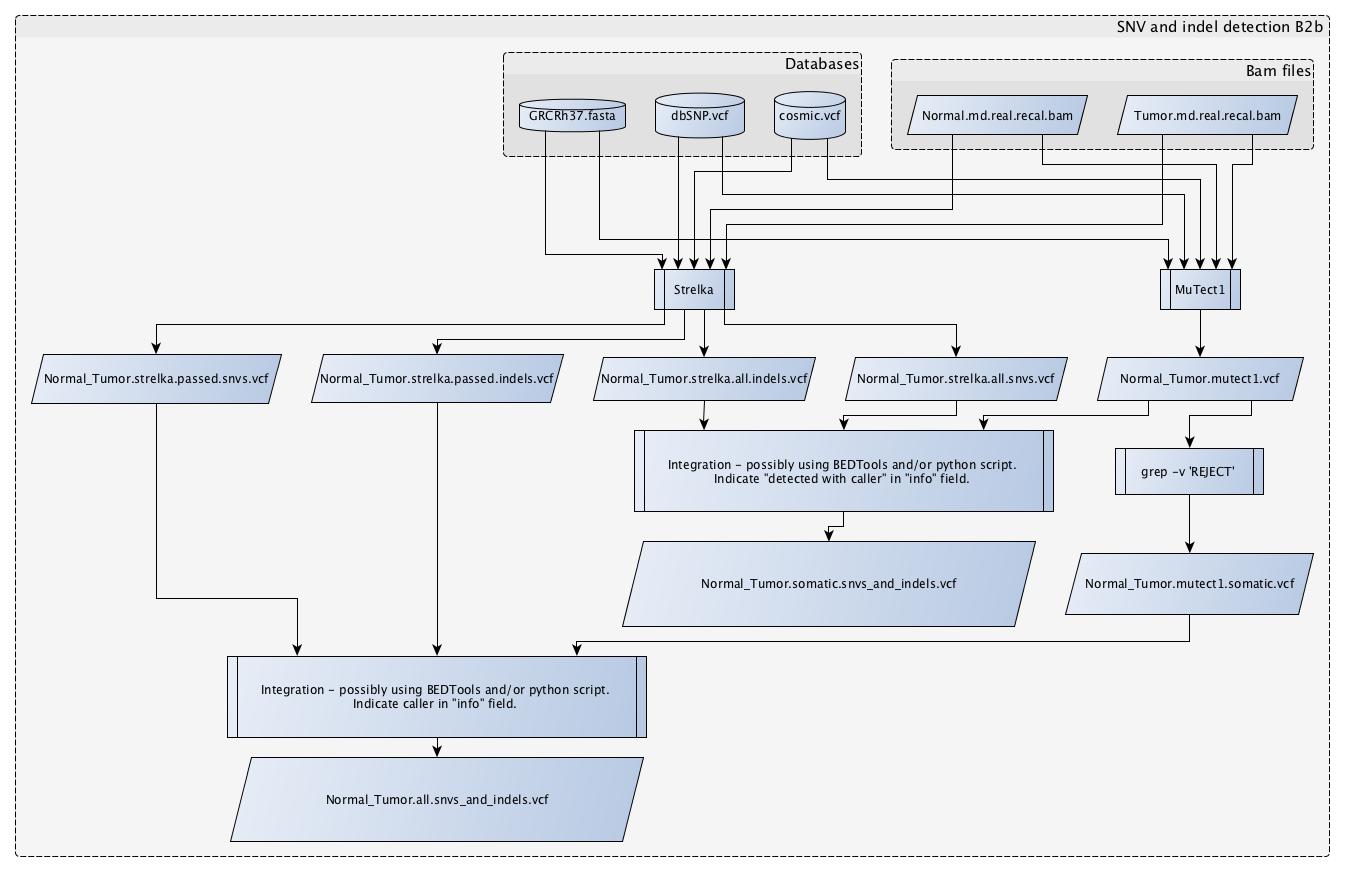 SNV and indel detection B2b
Databases
Bam files
GRCRh37.fasta
dbSNP.vcf
cosmic.vcf
Normal.md.real.recal.bam
Tumor.md.real.recal.bam
Strelka
MuTect1
Normal_Tumor.strelka.passed.snvs.vcf
Normal_Tumor.strelka.passed.indels.vcf
Normal_Tumor.strelka.all.indels.vcf
Normal_Tumor.strelka.all.snvs.vcf
Normal_Tumor.mutect1.vcf
Integration - possibly using BEDTools and/or python script.
Indicate "detected with caller" in "info" field.
grep -v 'REJECT'
Normal_Tumor.somatic.snvs_and_indels.vcf
Normal_Tumor.mutect1.somatic.vcf
Integration - possibly using BEDTools and/or python script.
Indicate caller in "info" field.
Normal_Tumor.all.snvs_and_indels.vcf